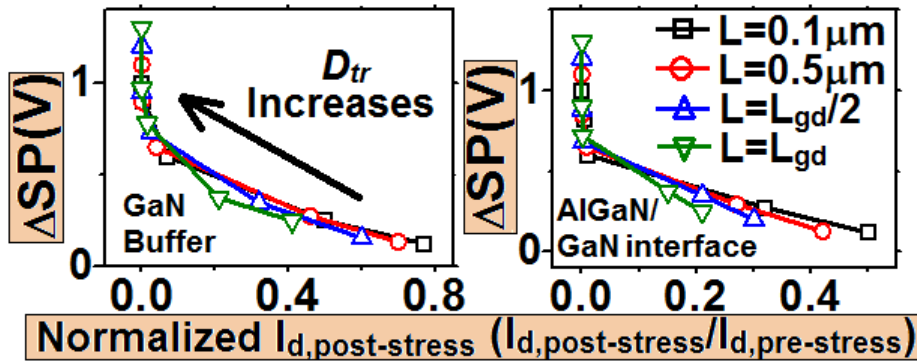 ΔSP(V)
1
0
D_tr
Increases
GaN
Buffer
0.0 0.4 0.8
ΔSP(V)
1
0
L=0.1μm
L=0.5μm
L=L_gd/2
L=L_gd
AlGaN/
GaN interface
0.0 0.2 0.4
Normalized I_d,post-stress (I_d,post-stress/I_d,pre-stress)